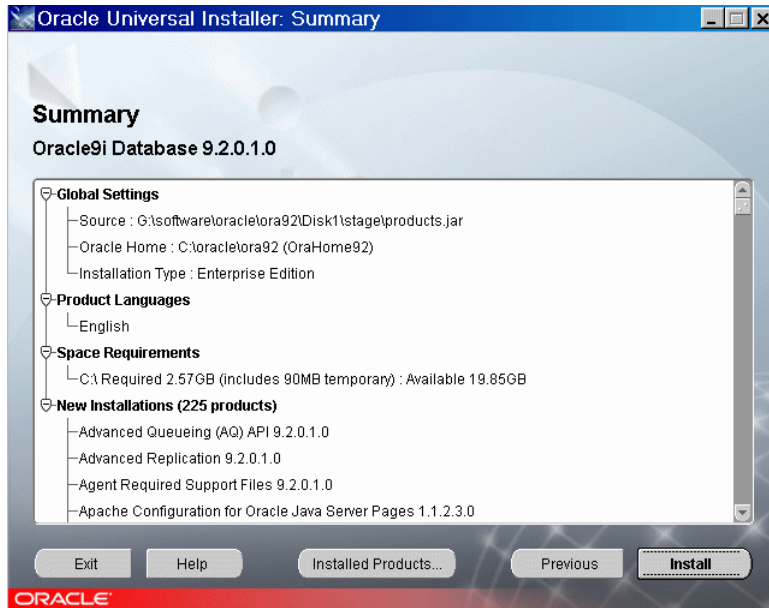 Oracle Universal Installer: Summary
Summary
Oracle9i Database 9.2.0.1.0
Global Settings
Source : G:\software\oracle\ora92\Disk1\stage\products.jar
Oracle Home : C:\oracle\ora92 (OraHome92)
Installation Type : Enterprise Edition
Product Languages
English
Space Requirements
C:\ Required 2.57GB (includes 90MB temporary) : Available 19.85GB
New Installations (225 products)
Advanced Queueing (AQ) API 9.2.0.1.0
Advanced Replication 9.2.0.1.0
Agent Required Support Files 9.2.0.1.0
Apache Configuration for Oracle Java Server Pages 1.1.2.3.0
Exit Help Installed Products... Previous Install
ORACLE